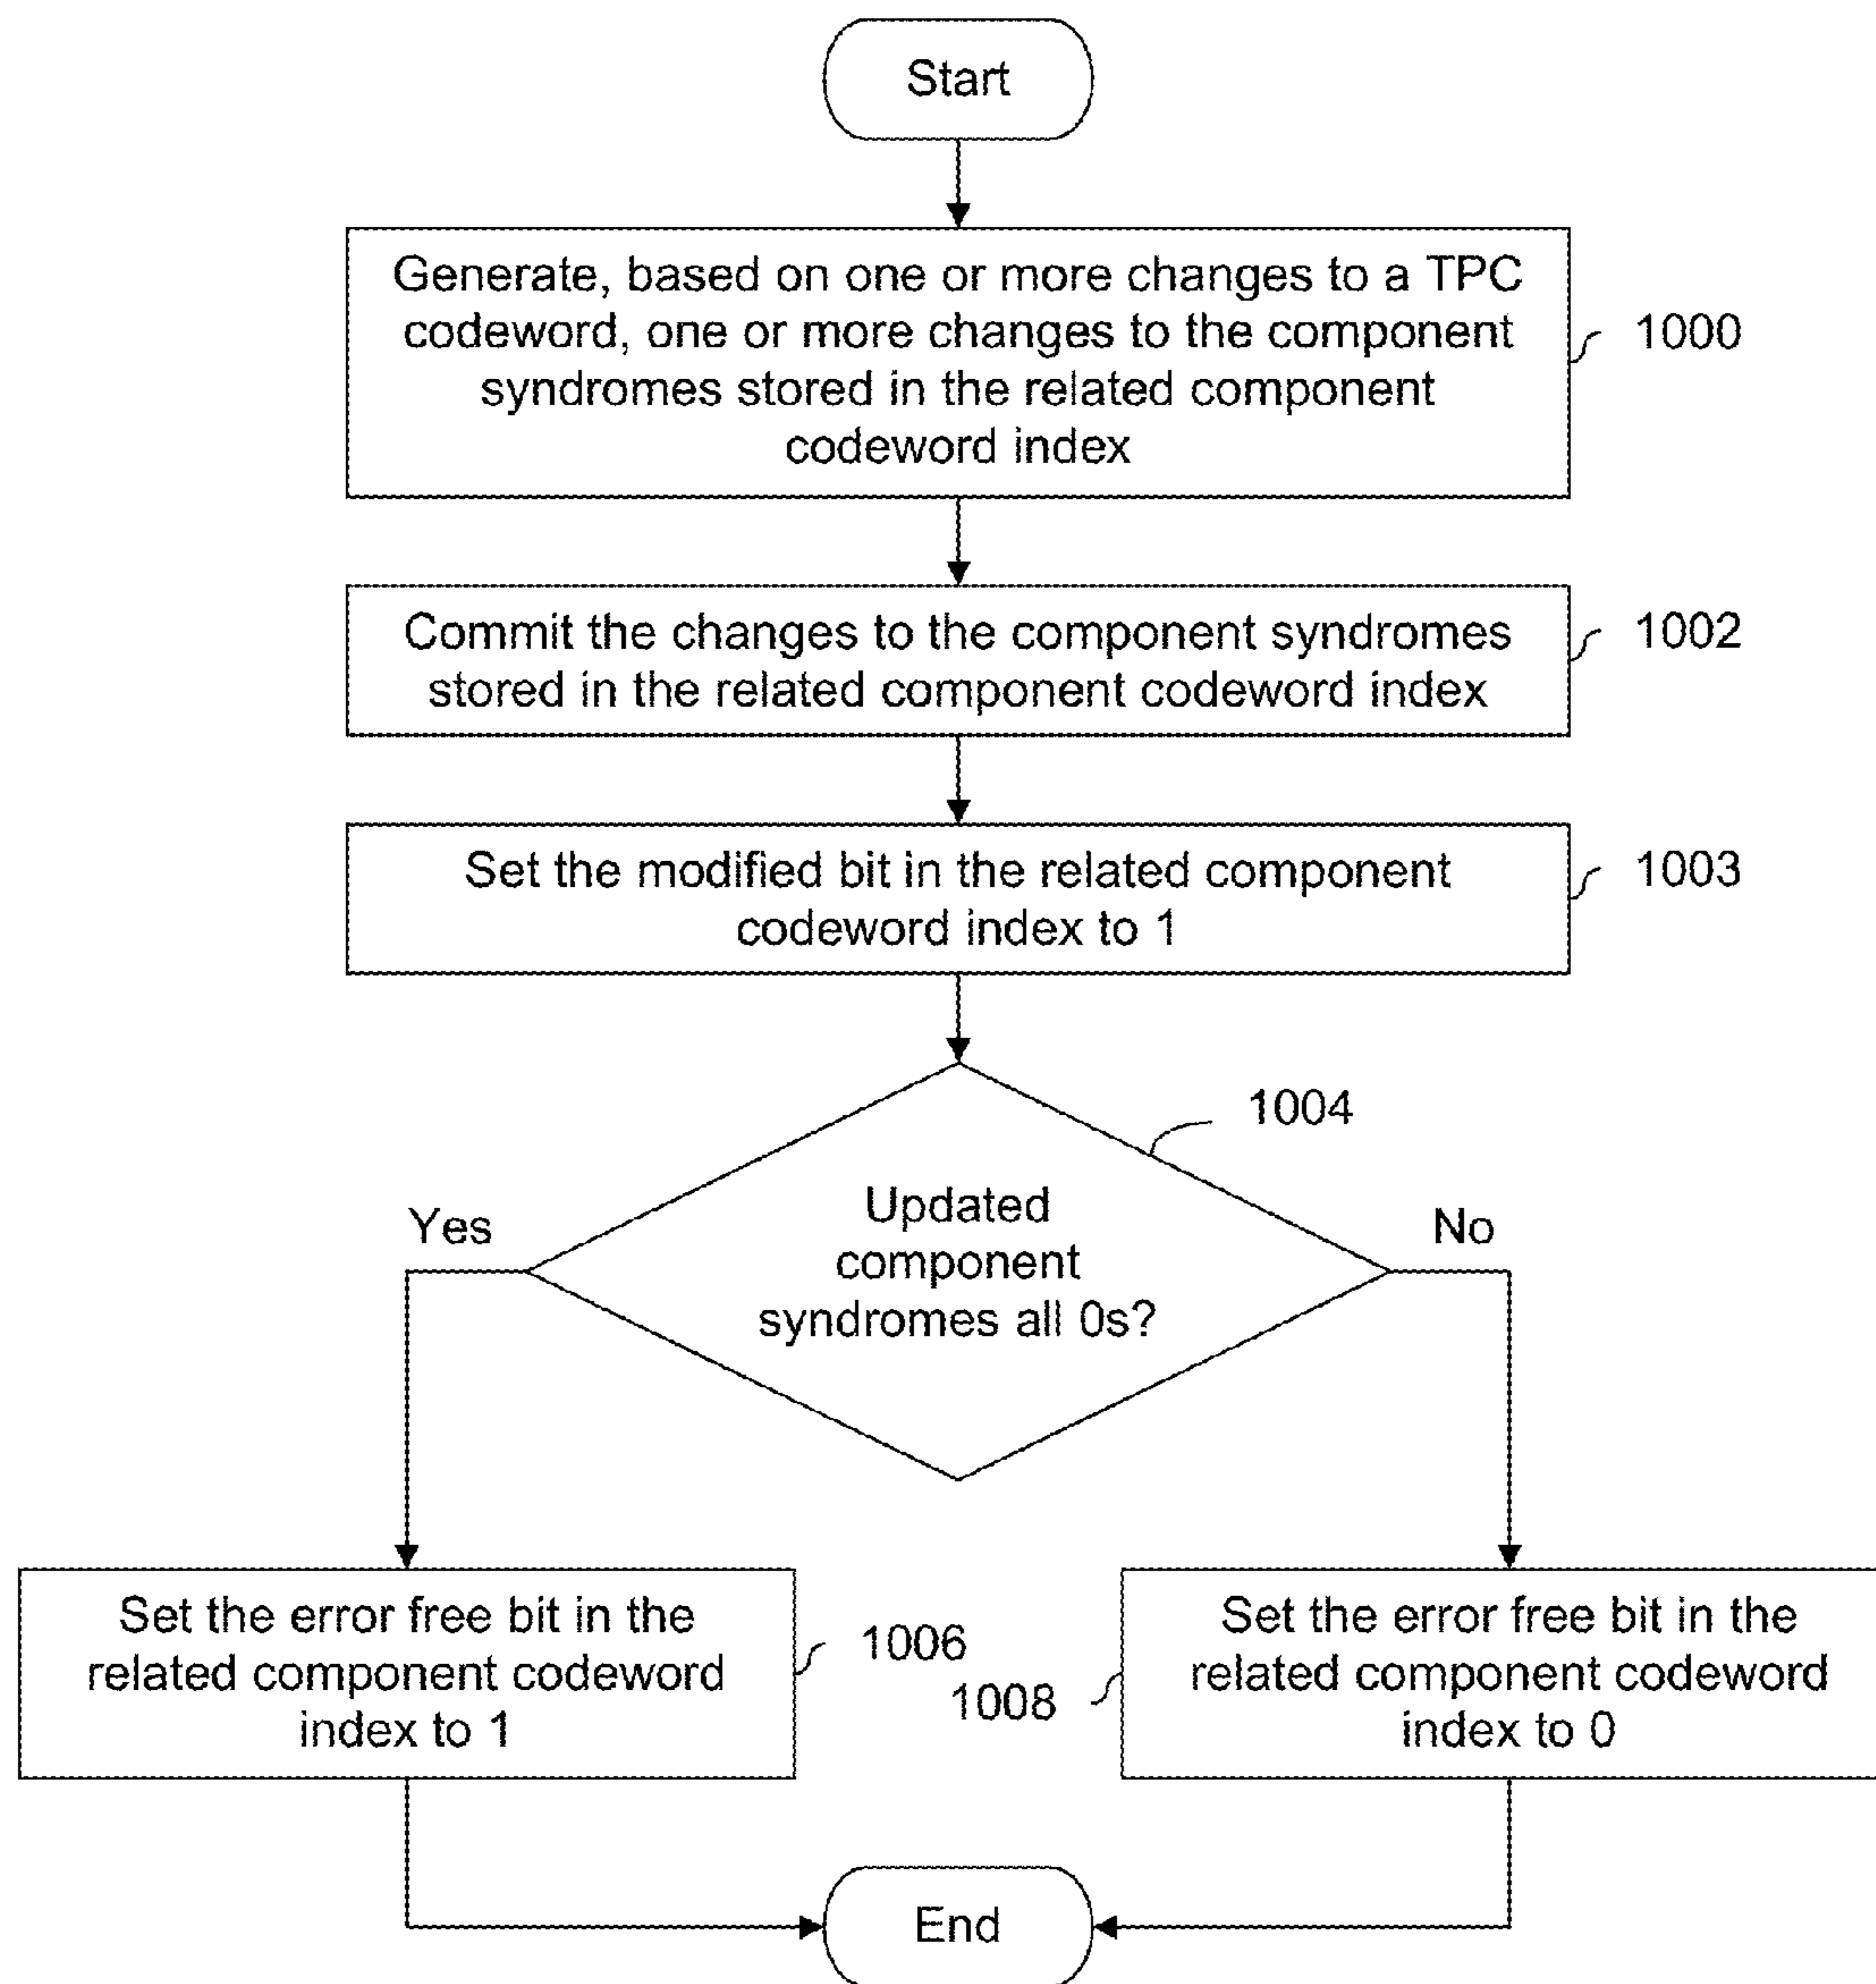 Start
Generate, based on one or more changes to a TPC
codeword, one or more changes to the component
syndromes stored in the related component
codeword index
1000
Commit the changes to the component syndromes
stored in the related component codeword index
1002
Set the modified bit in the related component
codeword index to 1
1003
1004
Updated
component
syndromes all 0s?
Yes
No
Set the error free bit in the
related component codeword
index to 1
1006
1008
Set the error free bit in the
related component codeword
index to 0
End